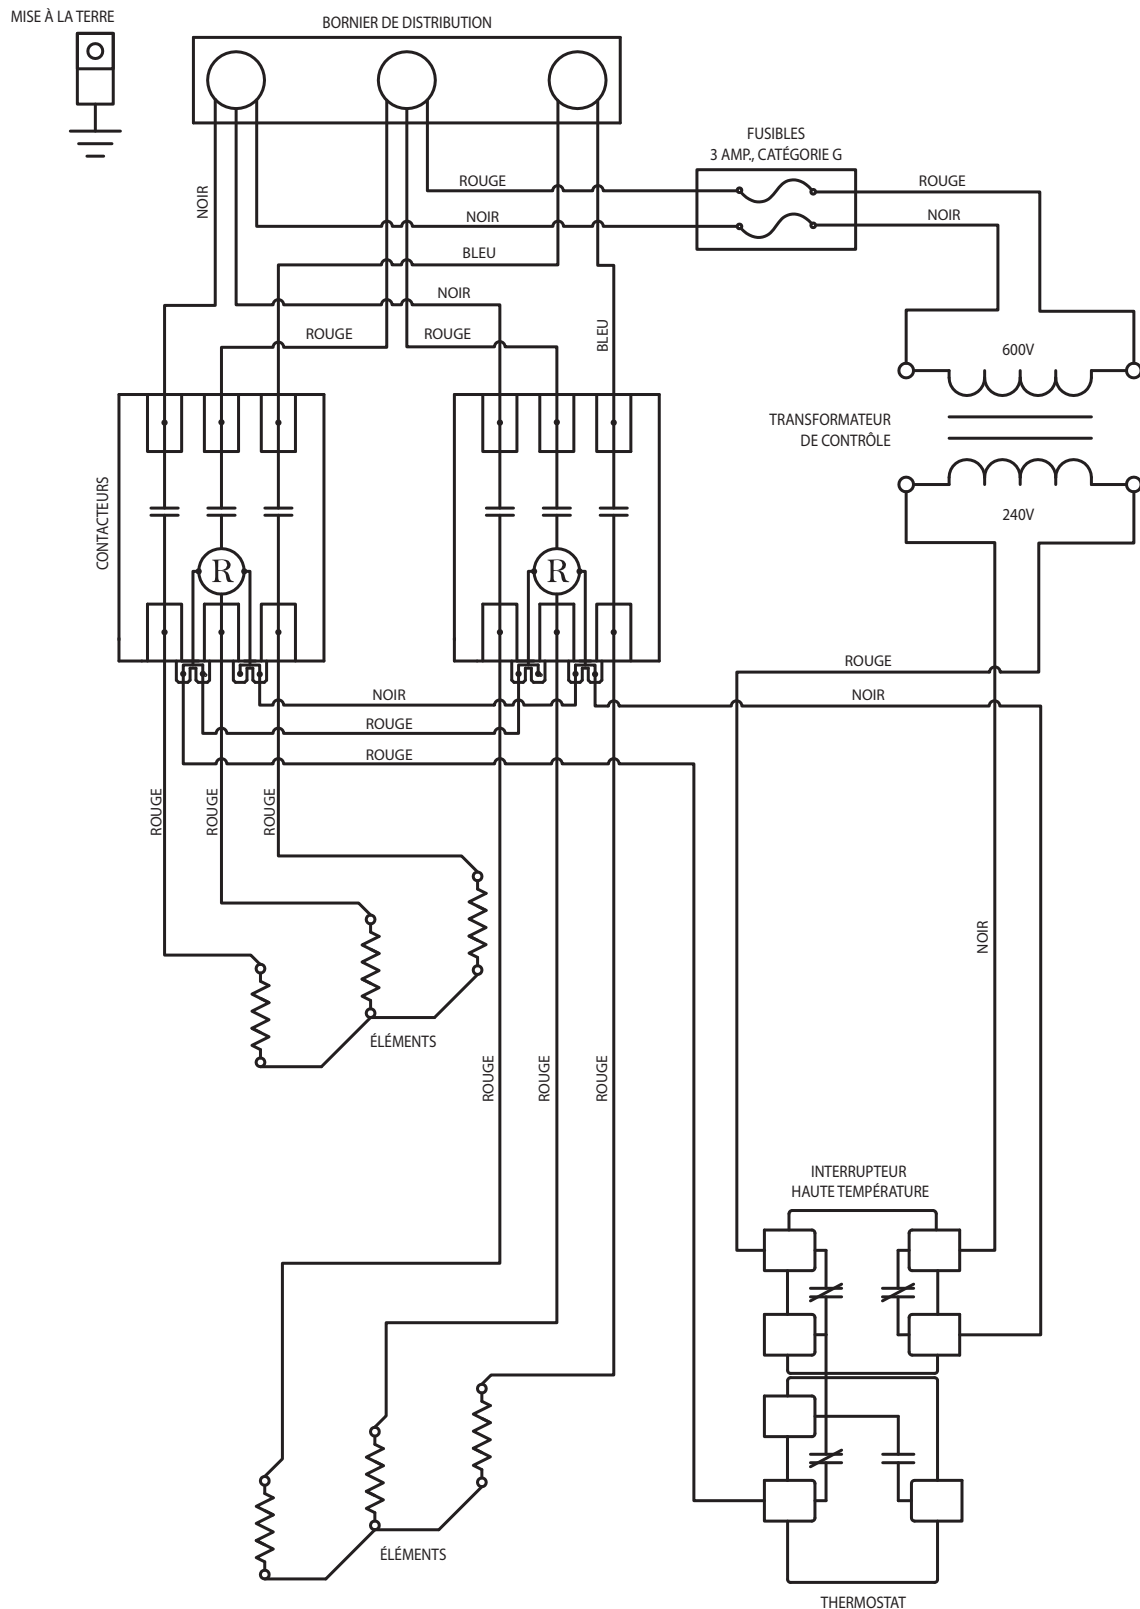 MISE À LA TERRE
BORNIER DE DISTRIBUTION
FUSIBLES
3 AMP., CATÉGORIE G
NOIR
ROUGE
ROUGE
NOIR
NOIR
BLEU
NOIR
ROUGE
ROUGE
BLEU
600V
TRANSFORMATEUR
DE CONTRÔLE
240V
CONTACTEURS
R
R
ROUGE
NOIR
NOIR
ROUGE
ROUGE
ROUGE
ROUGE
ROUGE
NOIR
ÉLÉMENTS
ROUGE
ROUGE
ROUGE
INTERRUPTEUR
HAUTE TEMPÉRATURE
ÉLÉMENTS
THERMOSTAT